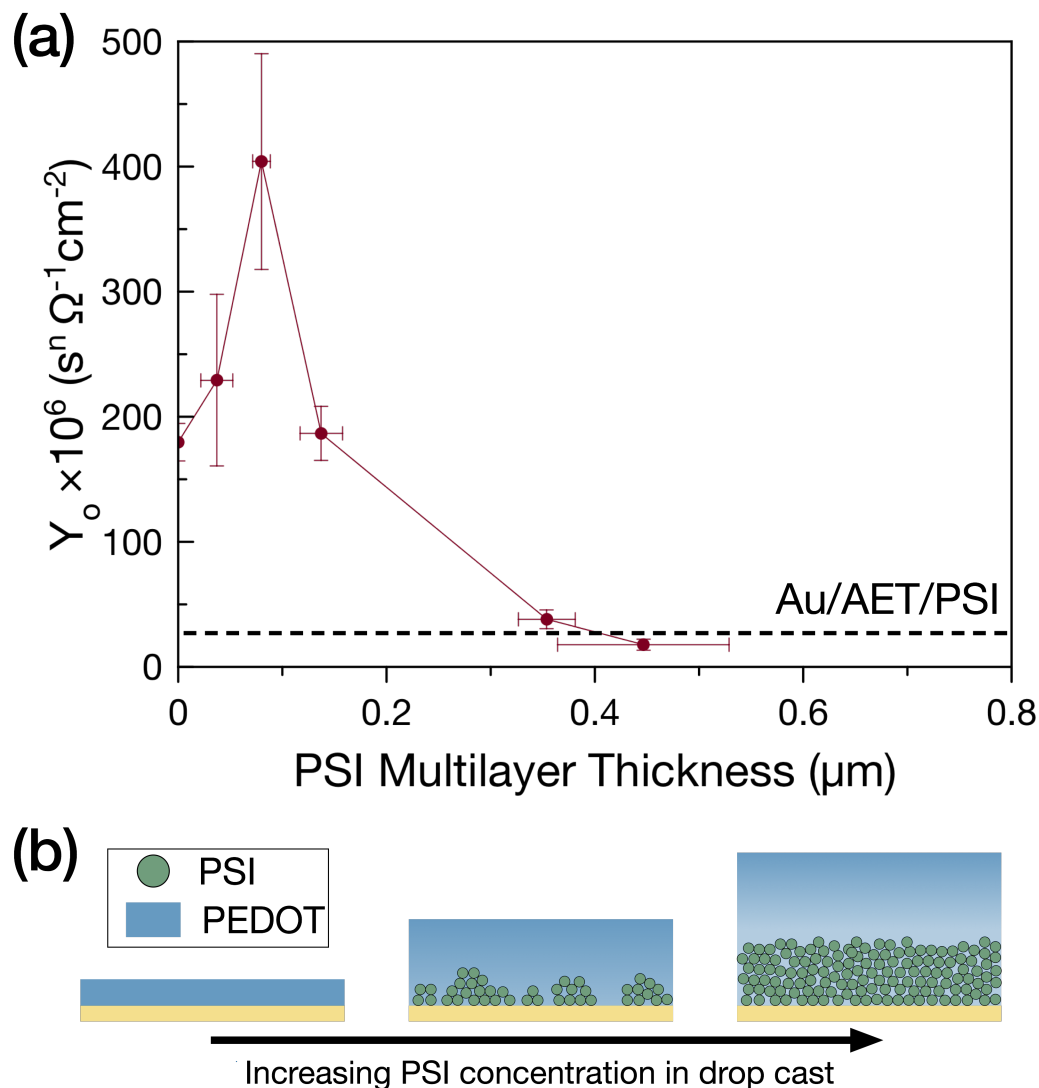 (a)
500
400
300
200
100
0
Yₒ ×10⁶ (sⁿ Ω⁻¹cm⁻²)
Au/AET/PSI
0 0.2 0.4 0.6 0.8
PSI Multilayer Thickness (μm)
(b)
PSI
PEDOT
Increasing PSI concentration in drop cast